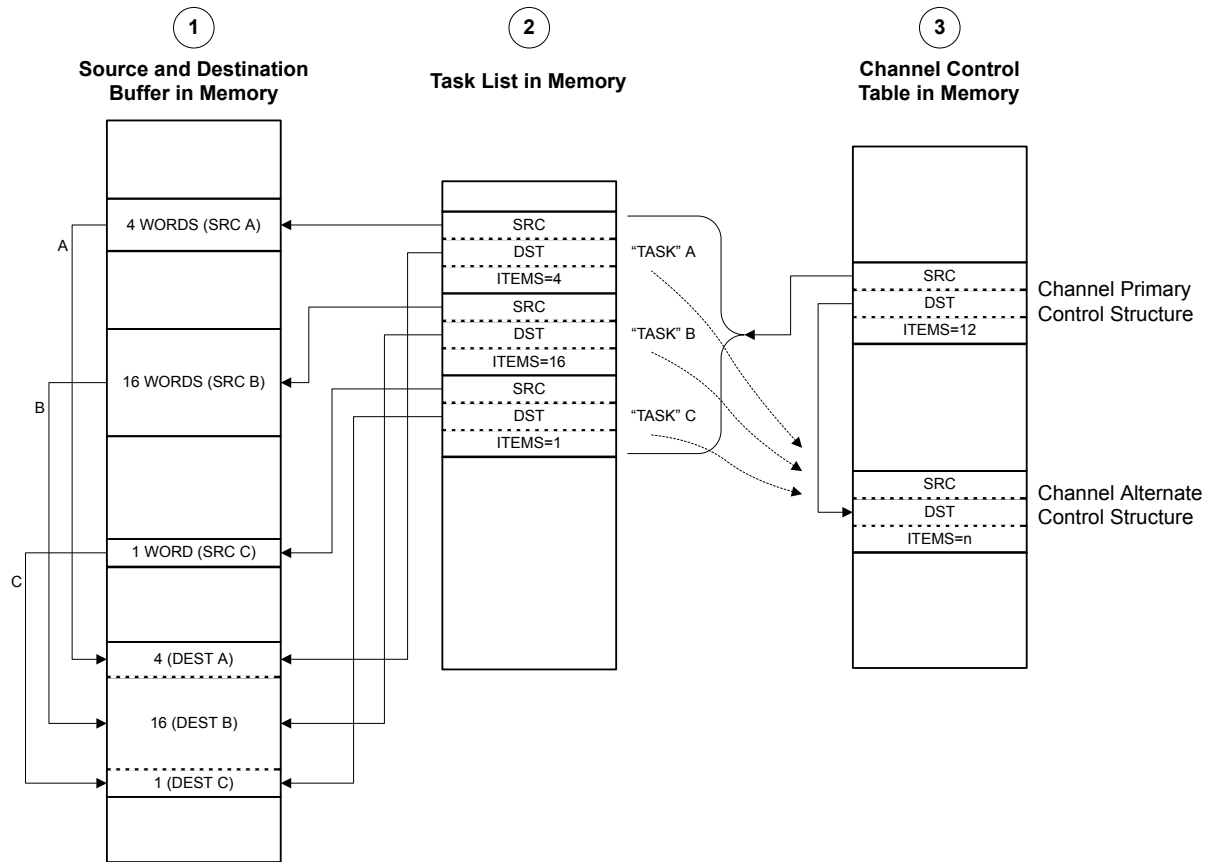 1
Source and Destination
Buffer in Memory
4 WORDS (SRC A)
A
16 WORDS (SRC B)
B
1 WORD (SRC C)
C
4 (DEST A)
16 (DEST B)
1 (DEST C)
2
Task List in Memory
SRC
DST
ITEMS=4
"TASK" A
SRC
DST
ITEMS=16
"TASK" B
SRC
DST
ITEMS=1
"TASK" C
3
Channel Control
Table in Memory
SRC
DST
ITEMS=12
Channel Primary
Control Structure
SRC
DST
ITEMS=n
Channel Alternate
Control Structure